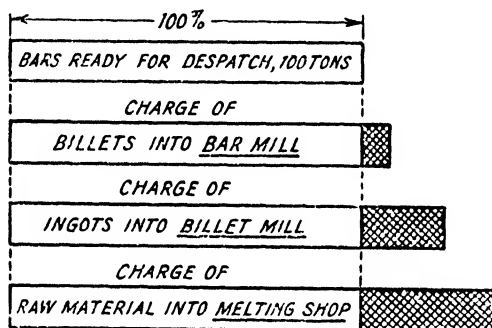 100%
BARS READY FOR DESPATCH, 100 TONS
CHARGE OF
BILLETS INTO BAR MILL
CHARGE OF
INGOTS INTO BILLET MILL
CHARGE OF
RAW MATERIAL INTO MELTING SHOP